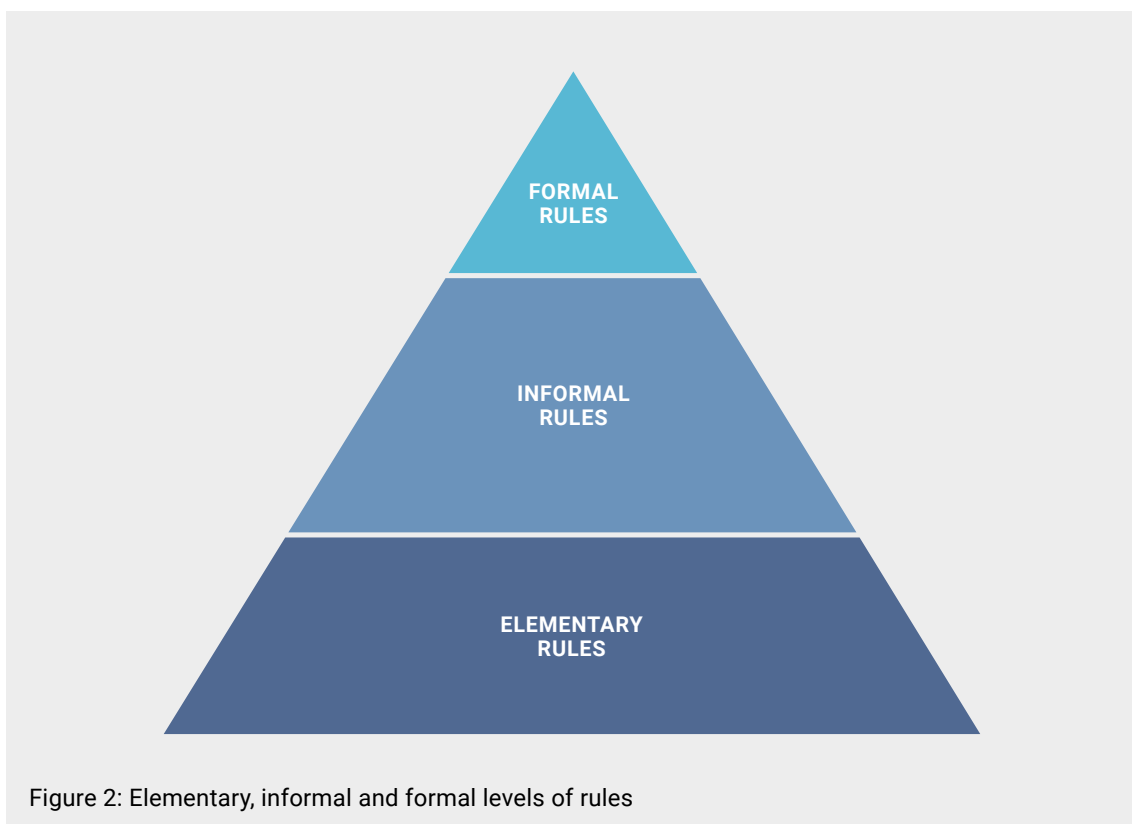 FORMAL
RULES
INFORMAL
RULES
ELEMENTARY
RULES
Figure 2: Elementary, informal and formal levels of rules